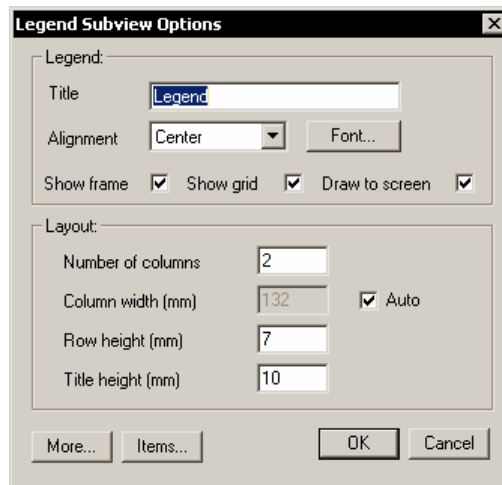 Legend Subview Options
Legend:
Title Legend
Alignment Center Font...
Show frame Show grid Draw to screen
Layout:
Number of columns 2
Column width (mm) 132 Auto
Row height (mm) 7
Title height (mm) 10
More... Items... OK Cancel